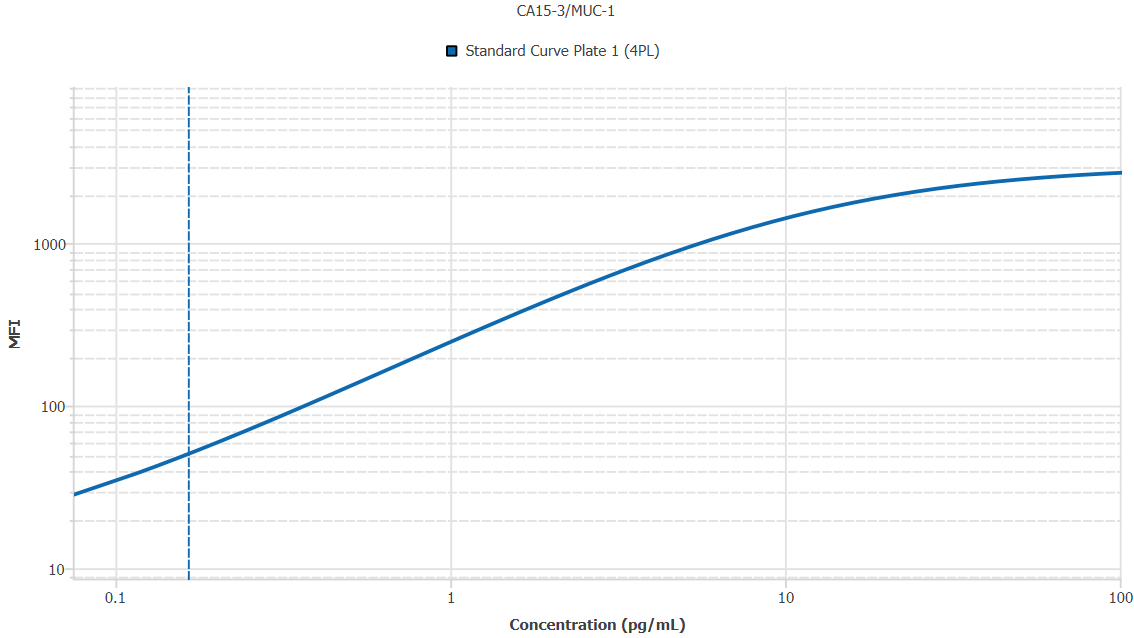 CA15-3/MUC-1
Standard Curve Plate 1 (4PL)
MFI
1000
100
10
0.1
1
10
100
Concentration (pg/mL)